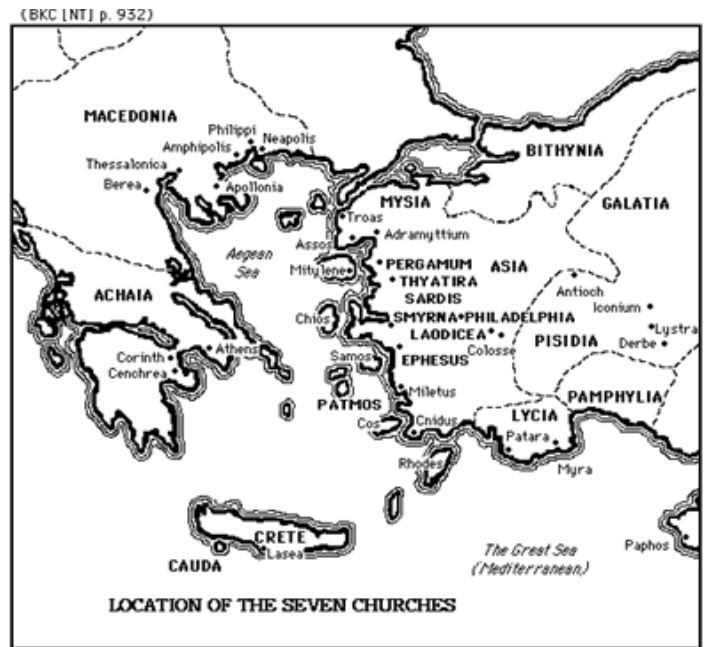 (BKC [NT] p. 932)
MACEDONIA
Philippi
Neapolis
Amphipolis
Thessalonica
Berea
Apollonia
BITHYNIA
MYSIA
GALATIA
Troas
Aegean
Sea
Assos
Adramyttium
Mitylene
PERGAMUM
ASIA
THYATIRA
SARDIS
Antioch
ACHAIA
Iconium
Chios
SMYRNA PHILADELPHIA
LAODICEA
Lystra
Colosse
PISIDIA
Derbe
Athens
Corinth
Cenchrea
Samos
EPHESUS
Miletus
PAMPHYLIA
PATMOS
LYCIA
Cos
Cnidus
Patara
Rhodes
Myra
CRETE
Lasea
CAUDA
The Great Sea
(Mediterranean)
Paphos
LOCATION OF THE SEVEN CHURCHES